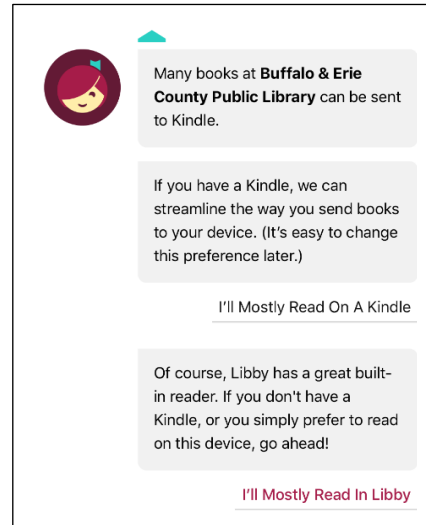 Many books at Buffalo & Erie
County Public Library can be sent
to Kindle.
If you have a Kindle, we can
streamline the way you send books
to your device. (It’s easy to change
this preference later.)
I’ll Mostly Read On A Kindle
Of course, Libby has a great built-
in reader. If you don't have a
Kindle, or you simply prefer to read
on this device, go ahead!
I’ll Mostly Read In Libby